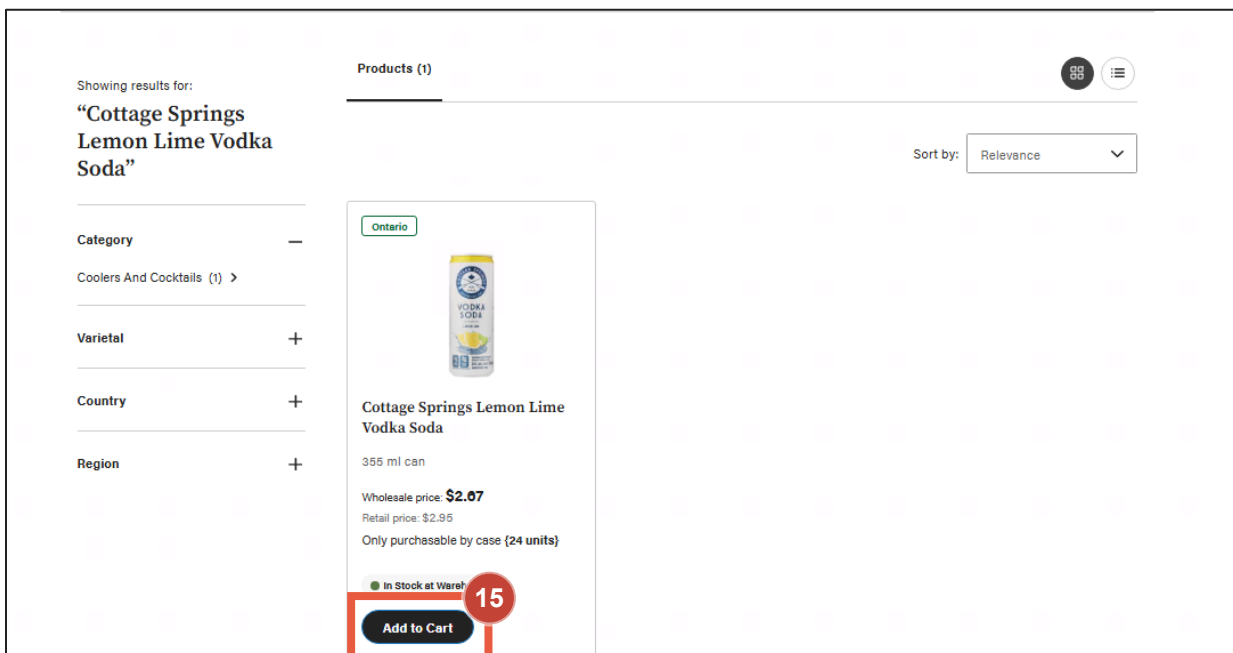 Showing results for:
“Cottage Springs
Lemon Lime Vodka
Soda”
Category
Coolers And Cocktails (1)
Varietal
Country
Region
Products (1)
Sort by: Relevance
Ontario
VODKA
SODA
Cottage Springs Lemon Lime
Vodka Soda
355 ml can
Wholesale price: $2.67
Retail price: $2.95
Only purchasable by case {24 units}
In Stock at
15
Add to Cart